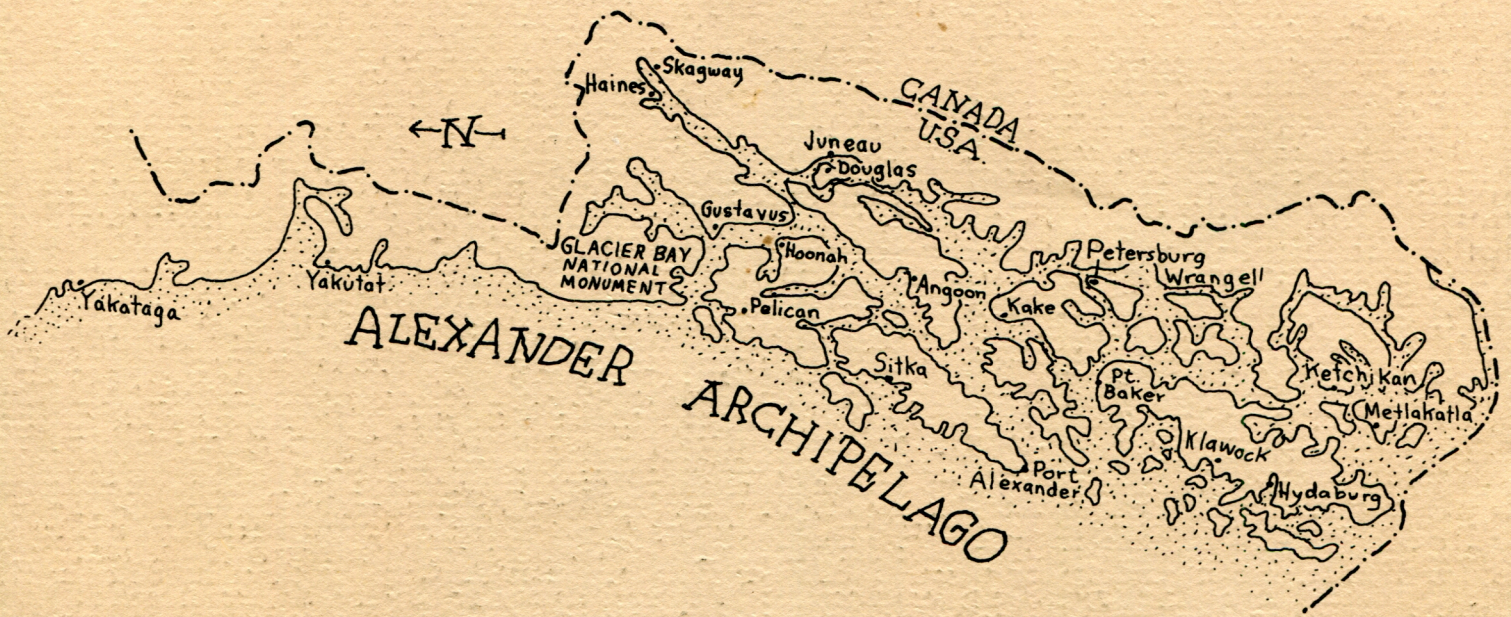 Skagway
Haines
CANADA
USA
N
Juneau
Douglas
Gustavus
GLACIER BAY
NATIONAL
MONUMENT
Hoonah
Petersburg
Wrangell
Yakutat
Yakataga
Angoon
Kake
Pelican
ALEXANDER
ARCHIPELAGO
Sitka
Pt.
Baker
Ketchikan
Metlakatla
Klawock
Port
Alexander
Hydaburg